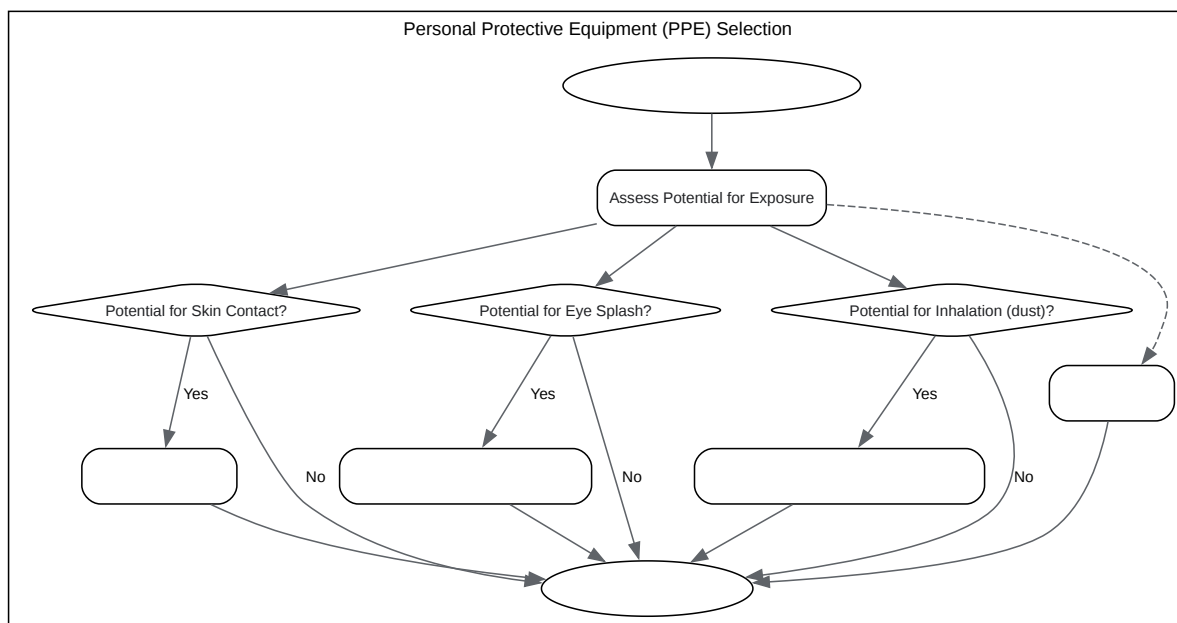 Personal Protective Equipment (PPE) Selection
Assess Potential for Exposure
Potential for Skin Contact?
Potential for Eye Splash?
Potential for Inhalation (dust)?
Yes
Yes
Yes
No
No
No